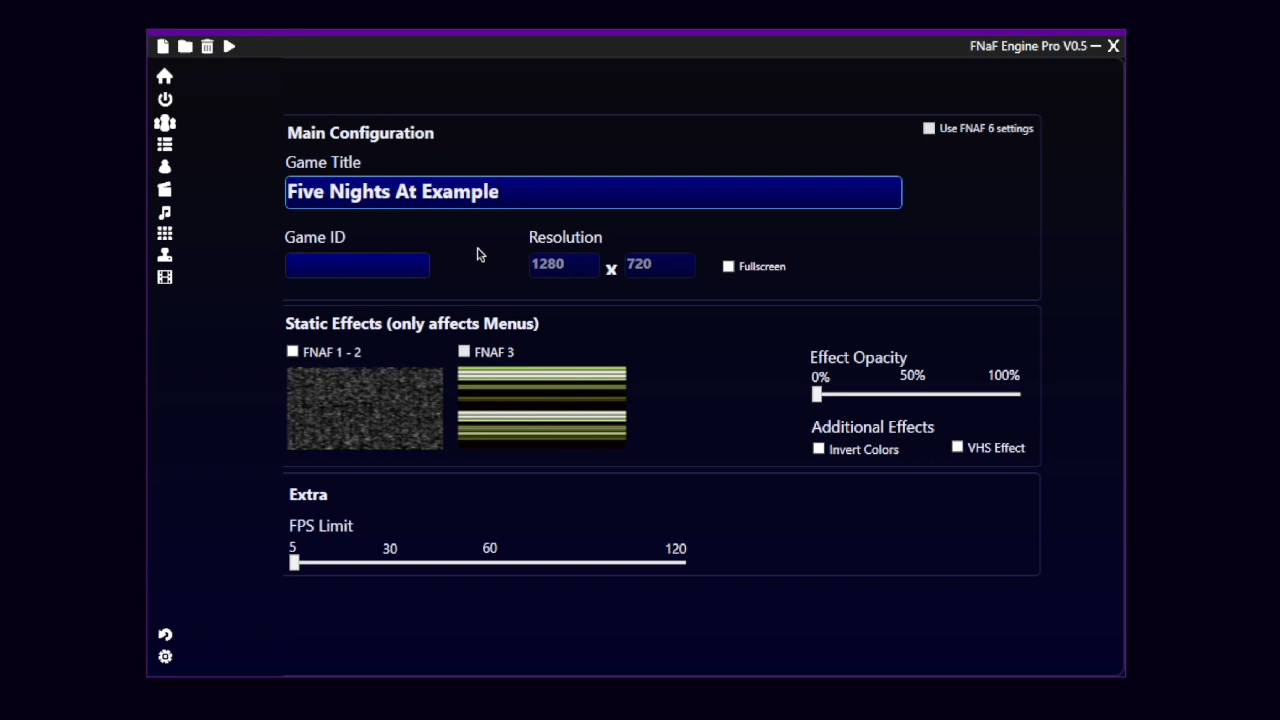 FNaF Engine Pro V0.5
Main Configuration
Use FNAF 6 settings
Game Title
Five Nights At Example
Game ID
Resolution
1280 x 720
Fullscreen
Static Effects (only affects Menus)
FNAF 1 - 2
FNAF 3
Effect Opacity
0% 50% 100%
Additional Effects
Invert Colors
VHS Effect
Extra
FPS Limit
5 30 60 120